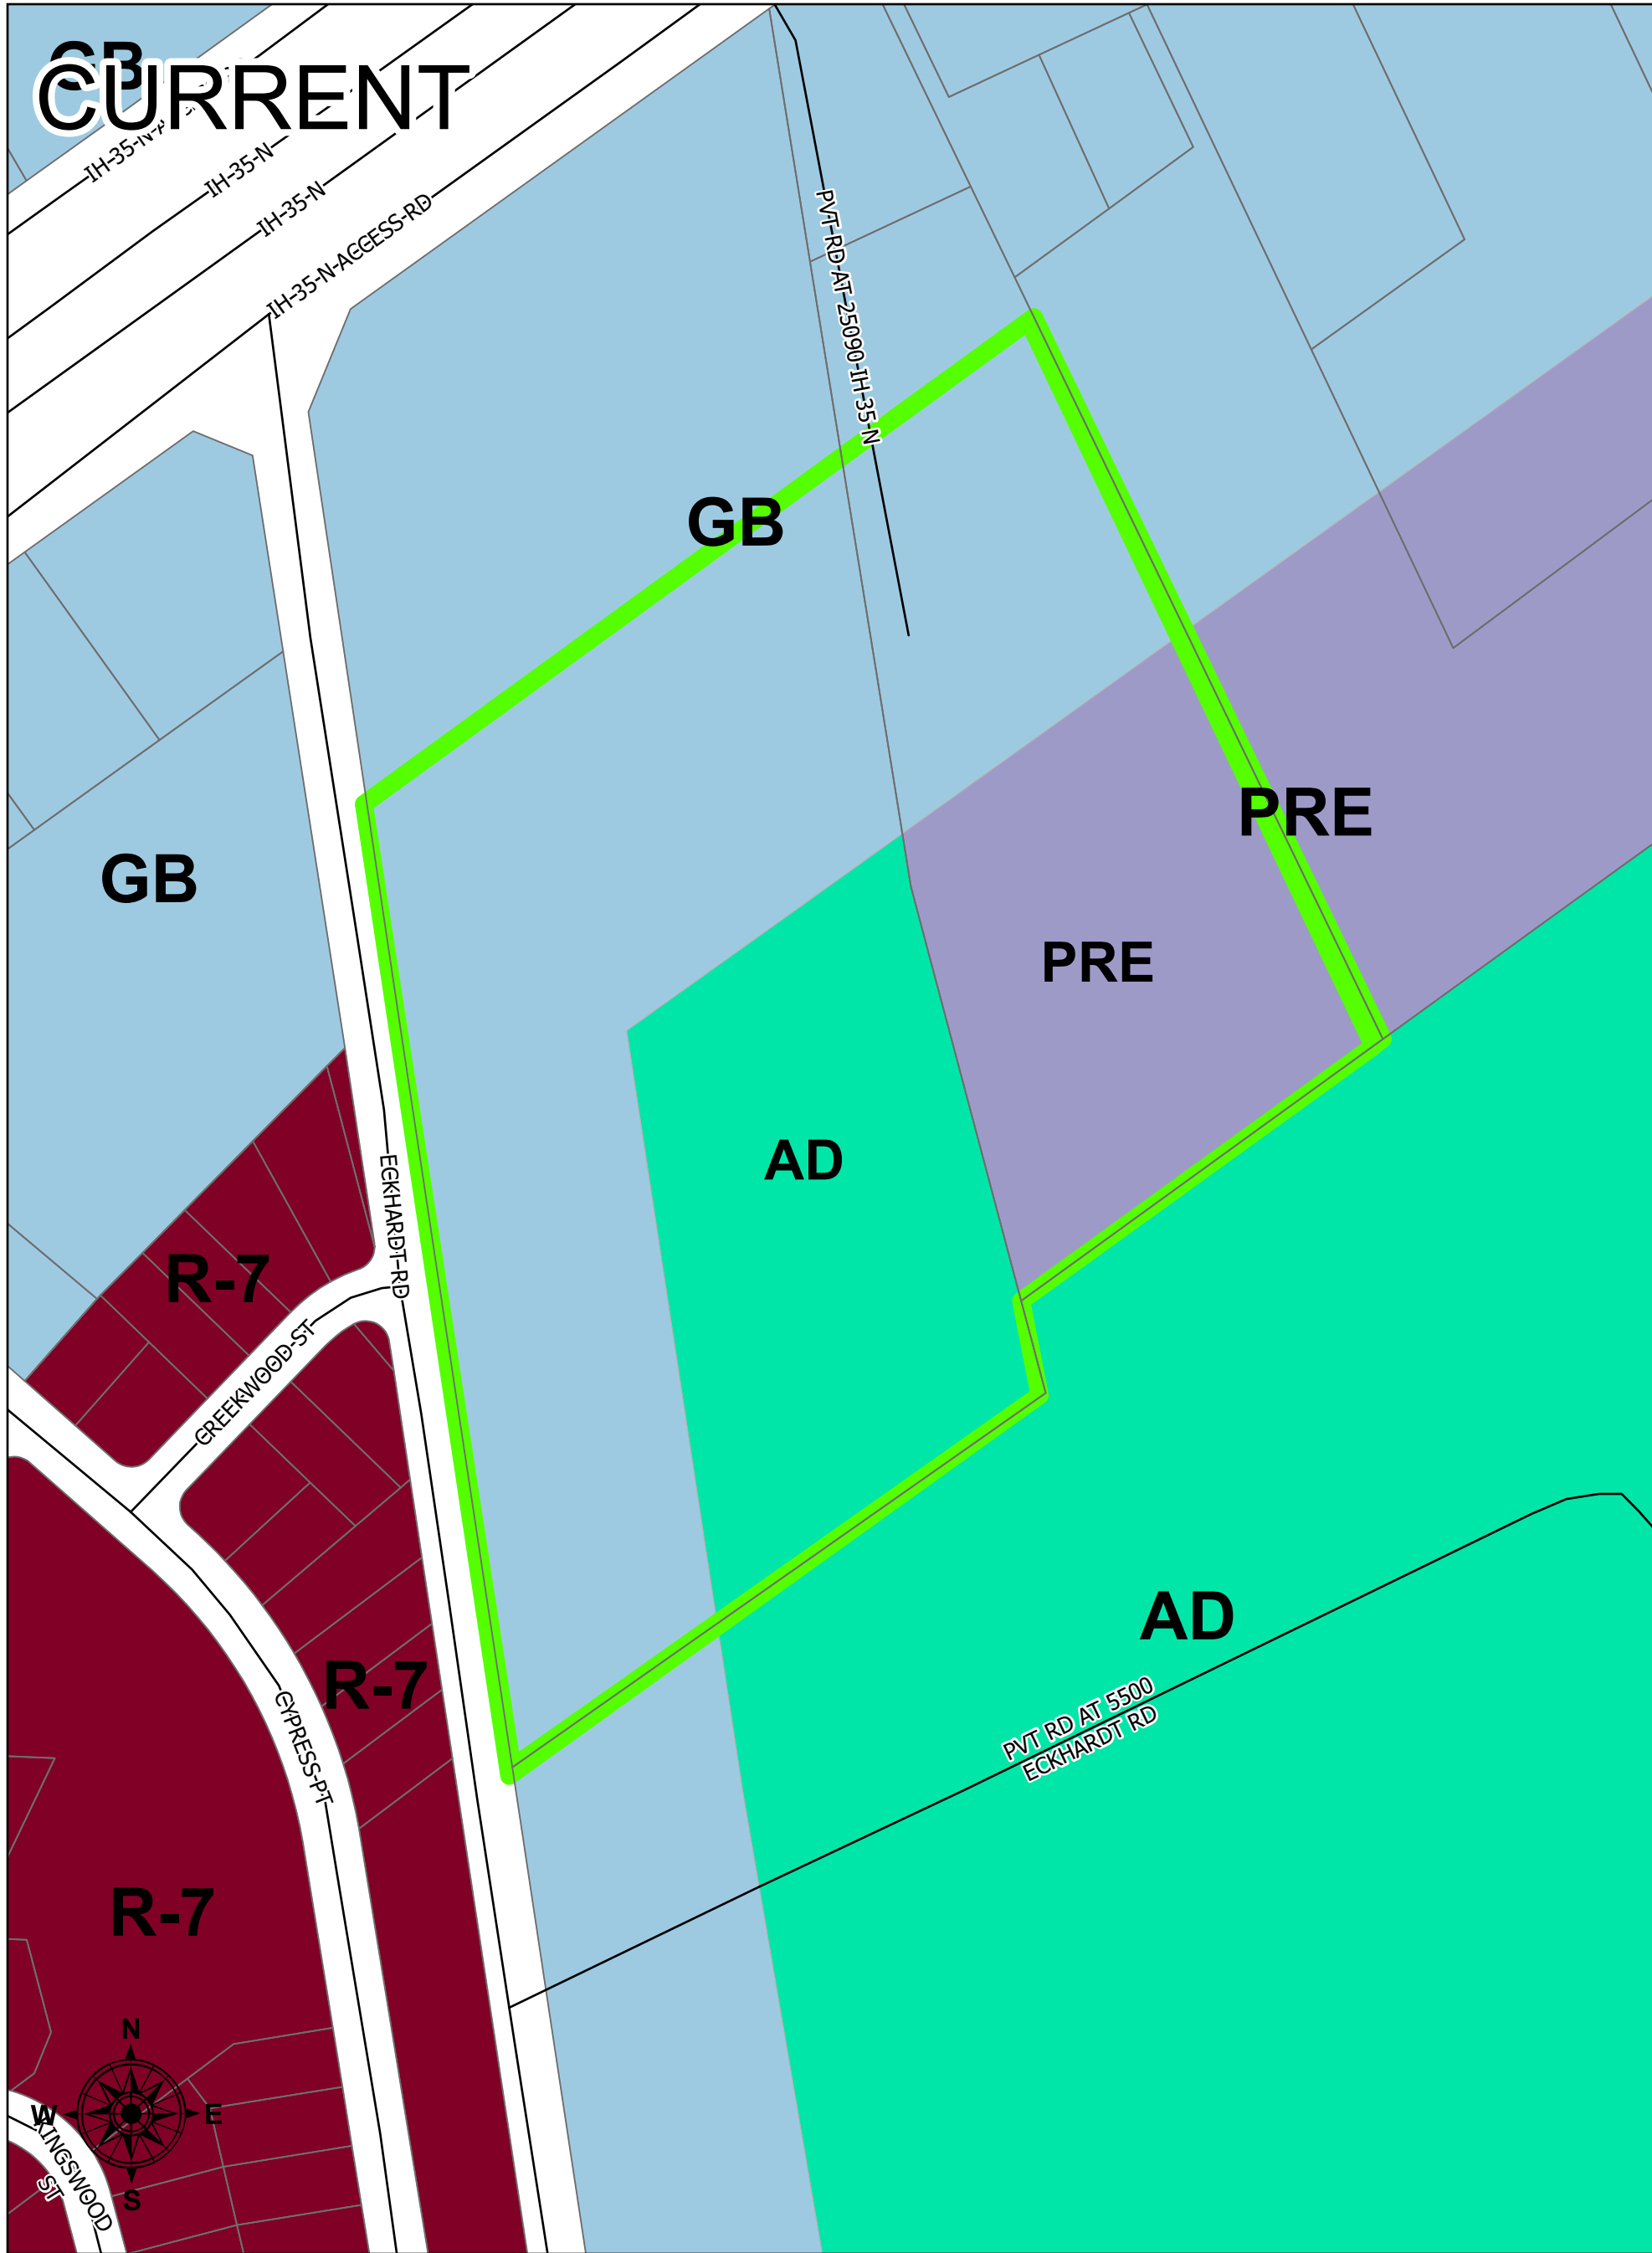 GB
CURRENT
IH-35-N
IH-35-N
IH-35-N-ACCESS-RD
PVT RD AT 25090 IH-35 N
GB
PRE
GB
PRE
AD
ECKHARDT RD
R-7
CREEKWOOD ST
AD
R-7
PVT RD AT 5500
ECKHARDT RD
CYPRESS PT
R-7
N
W
E
S
KINGSWOOD
ST